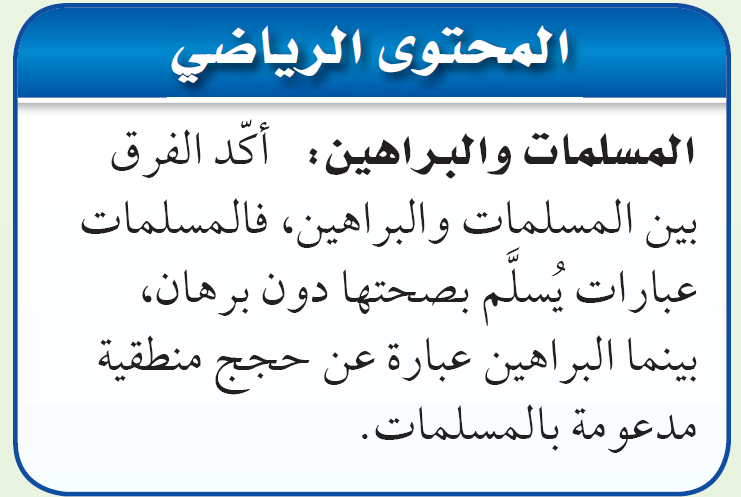 المحتوى الرياضي
المسلمات والبراهين: أكّد الفرق
بين المسلمات والبراهين، فالمسلمات
عبارات يُسلَّم بصحتها دون برهان،
بينما البراهين عبارة عن حجج منطقية
مدعومة بالمسلمات.